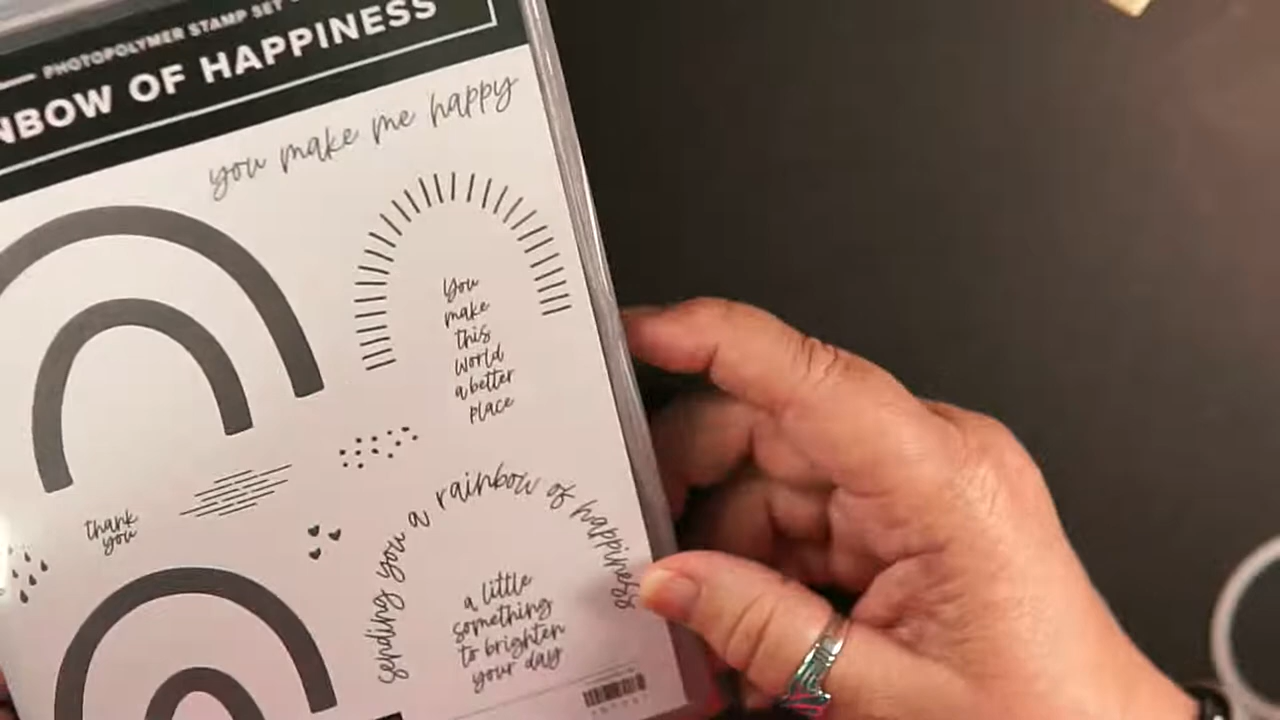 PHOTOPOLYMER STAMP SET
NBOW OF HAPPINESS
you make me happy
You
make
this
world
a better
place
thank
you
sending you a rainbow of happiness
a little
something
to brighten
your day